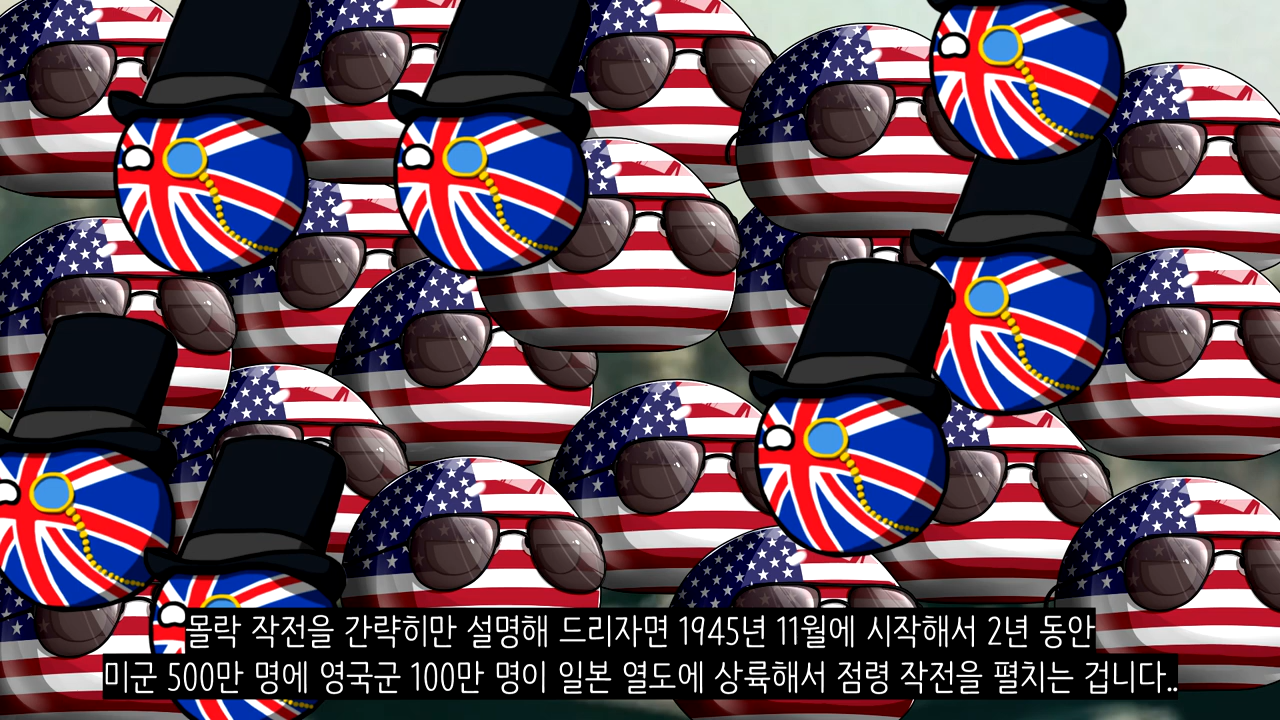 몰락 작전을 간략히만 설명해 드리자면 1945년 11월에 시작해서 2년 동안
미군 500만 명에 영국군 100만 명이 일본 열도에 상륙해서 점령 작전을 펼치는 겁니다..